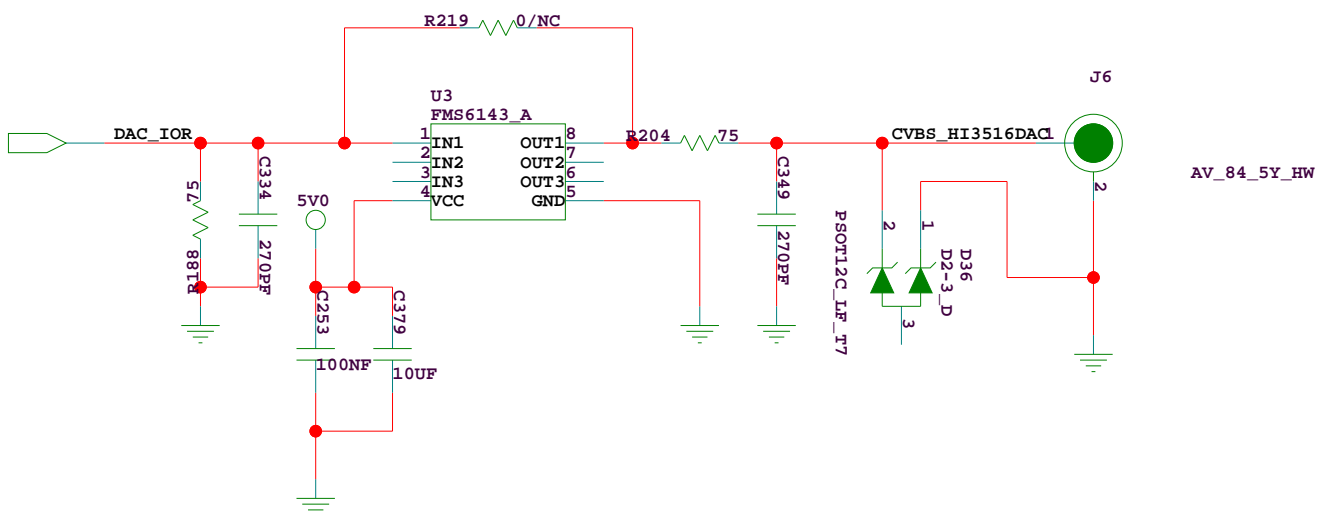 R219 0/NC
J6
U3
FMS6143_A
DAC_IOR
1 IN1 OUT1 8
2 IN2 OUT2 7
3 IN3 OUT3 6
4 VCC GND 5
R204 75
CVBS_HI3516DAC 1
2
AV_84_5Y_HW
75
R188
C334
270PF
5V0
C253
100NF
C379
10UF
C349
270PF
PSOT12C_LF_T7
2
1
3
D36
D2-3_D